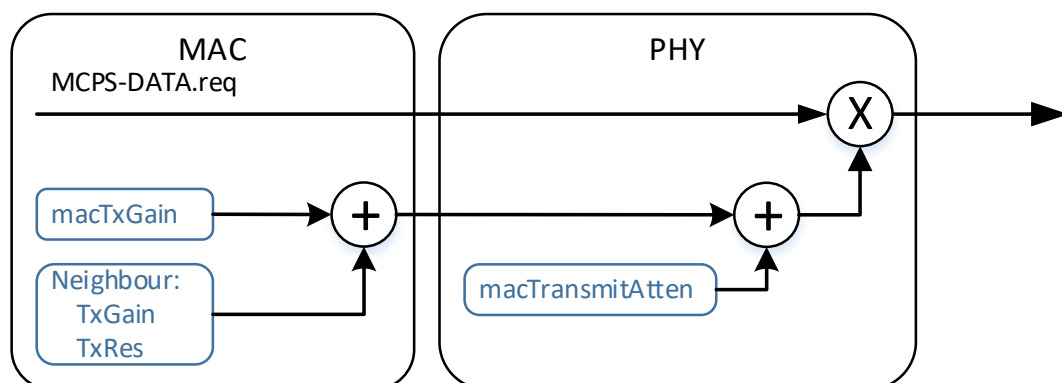 MAC
PHY
MCPS-DATA.req
X
macTxGain
+
+
Neighbour:
TxGain
TxRes
macTransmitAtten